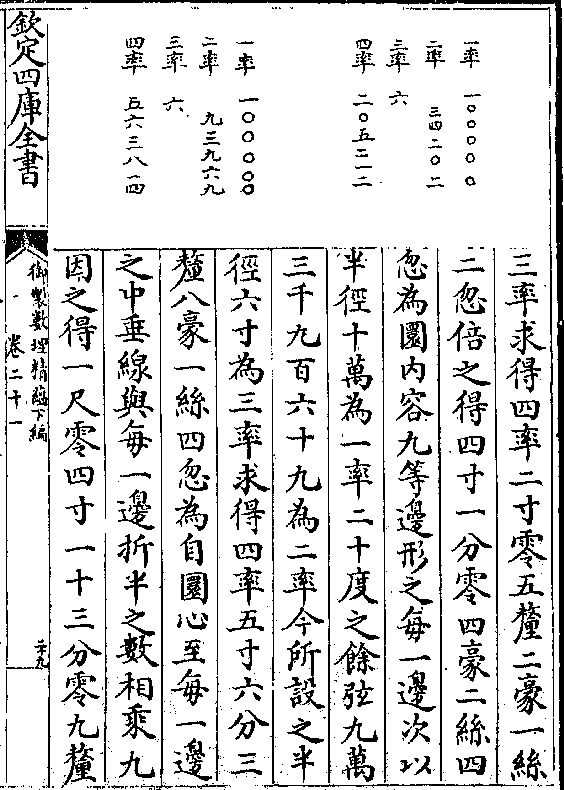 一率 一〇〇〇〇〇
二率 三四二〇二
三率 六
四率 二〇五二一二
一率 一〇〇〇〇〇
二率 九三九六九
三率 六
四率 五六三八一四
三率求得四率二寸零五釐二豪一絲
二忽倍之得四寸一分零四豪二絲四
忽為圜内容九等邊形之每一邊次以
半徑十萬為一率二十度之餘弦九萬
三千九百六十九為二率今所設之半
徑六寸為三率求得四率五寸六分三
釐八豪一絲四忽為自圜心至每一邊
之中垂線與每一邊折半之數相乘九
因之得一尺零四寸一十三分零九釐
欽定四庫全書
御製數理精藴下編
卷二十一
二十九